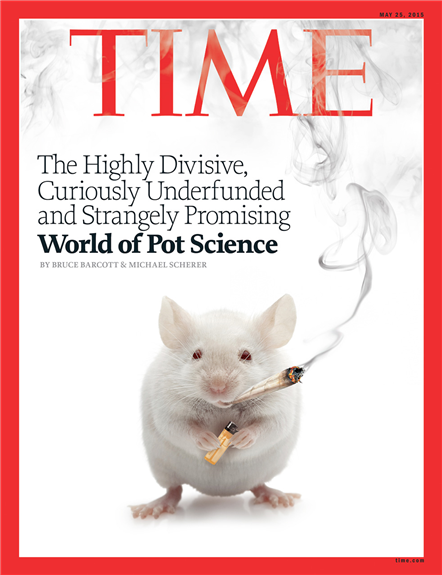 MAY 25, 2015
TIME
The Highly Divisive,
Curiously Underfunded
and Strangely Promising
World of Pot Science
BY BRUCE BARCOTT & MICHAEL SCHERER
time.com